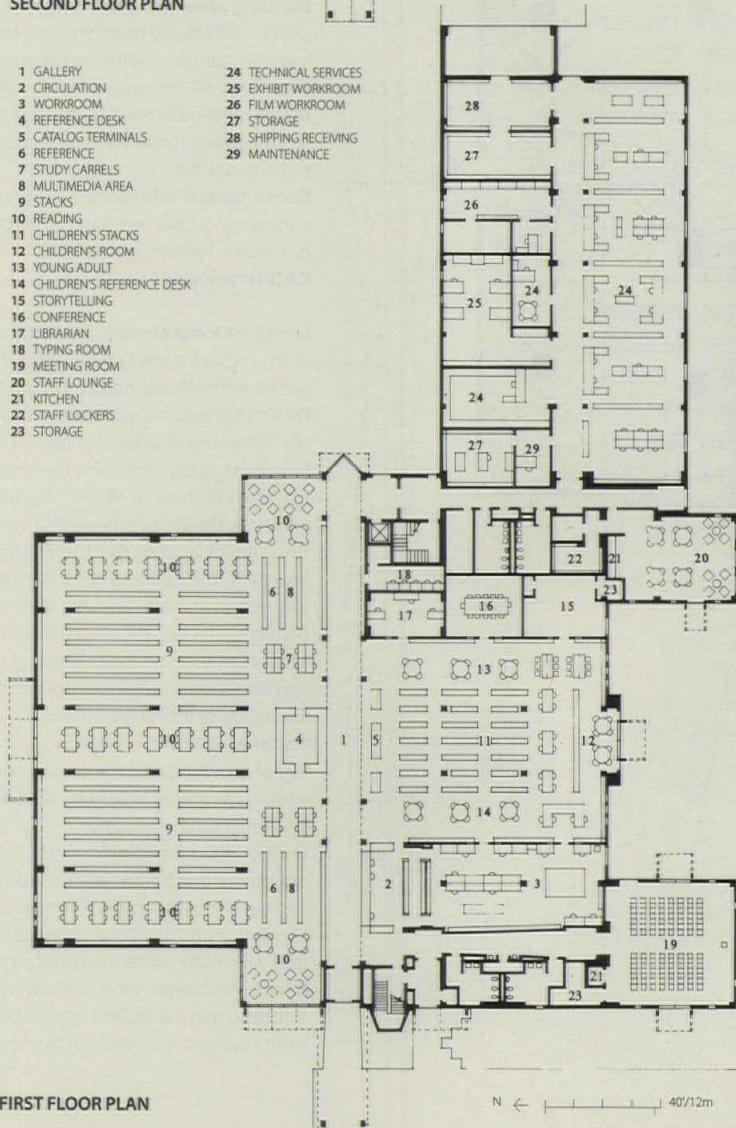 SECOND FLOOR PLAN
1 GALLERY
2 CIRCULATION
3 WORKROOM
4 REFERENCE DESK
5 CATALOG TERMINALS
6 REFERENCE
7 STUDY CARRELS
8 MULTIMEDIA AREA
9 STACKS
10 READING
11 CHILDREN'S STACKS
12 CHILDREN'S ROOM
13 YOUNG ADULT
14 CHILDREN'S REFERENCE DESK
15 STORYTELLING
16 CONFERENCE
17 LIBRARIAN
18 TYPING ROOM
19 MEETING ROOM
20 STAFF LOUNGE
21 KITCHEN
22 STAFF LOCKERS
23 STORAGE
24 TECHNICAL SERVICES
25 EXHIBIT WORKROOM
26 FILM WORKROOM
27 STORAGE
28 SHIPPING RECEIVING
29 MAINTENANCE
28
27
26
24
25
24
24
27
29
10
10
6
8
18
22
21
20
23
17
16
15
7
9
13
10
4
1
5
11
12
9
14
6
8
2
3
10
10
19
21
23
FIRST FLOOR PLAN
N
40'/12m